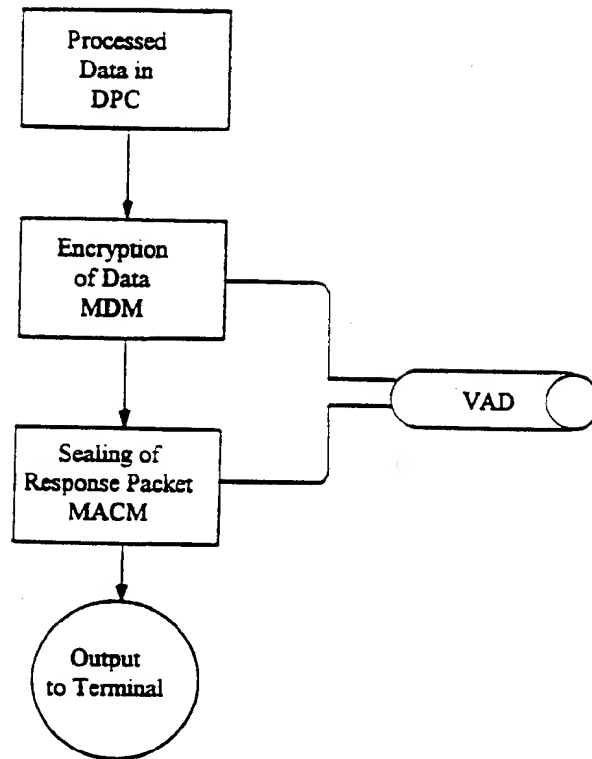 Processed
Data in
DPC
Encryption
of Data
MDM
VAD
Sealing of
Response Packet
MACM
Output
to Terminal